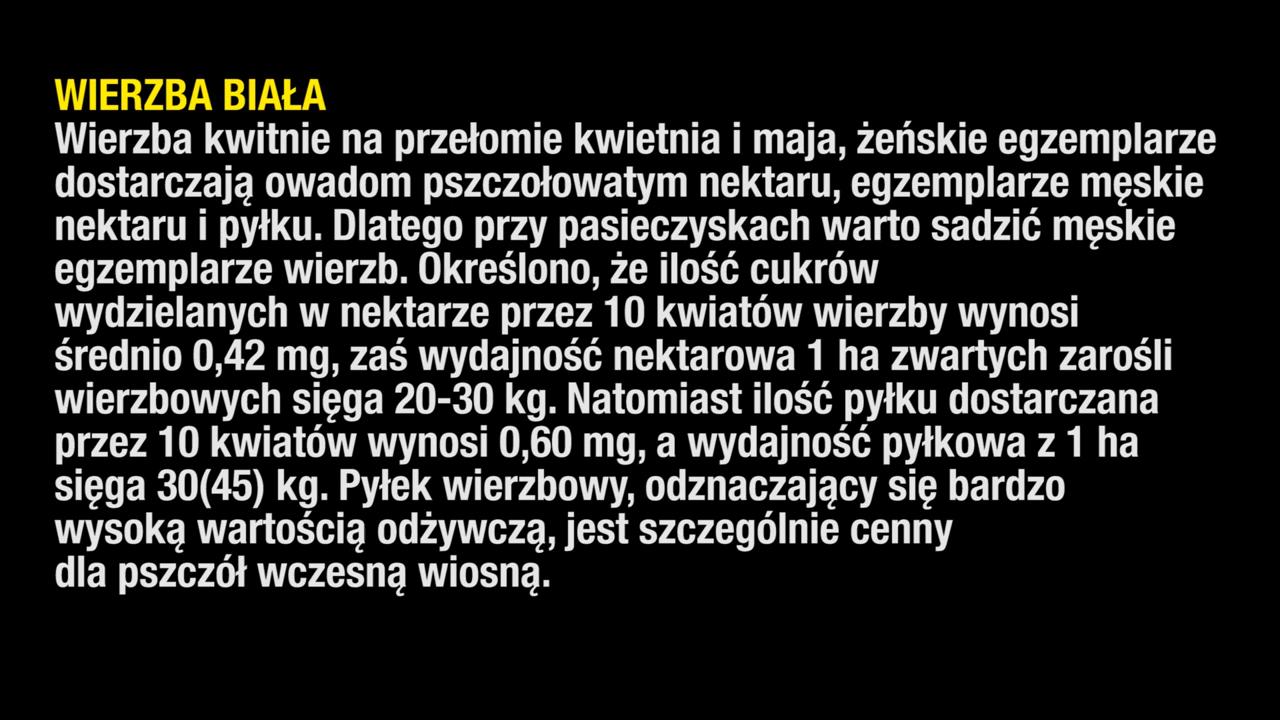 WIERZBA BIAŁA
Wierzba kwitnie na przełomie kwietnia i maja, żeńskie egzemplarze
dostarczają owadom pszczołowatym nektaru, egzemplarze męskie
nektaru i pyłku. Dlatego przy pasieczyskach warto sadzić męskie
egzemplarze wierzb. Określono, że ilość cukrów
wydzielanych w nektarze przez 10 kwiatów wierzby wynosi
średnio 0,42 mg, zaś wydajność nektarowa 1 ha zwartych zarośli
wierzbowych sięga 20-30 kg. Natomiast ilość pyłku dostarczana
przez 10 kwiatów wynosi 0,60 mg, a wydajność pyłkowa z 1 ha
sięga 30(45) kg. Pyłek wierzbowy, odznaczający się bardzo
wysoką wartością odżywczą, jest szczególnie cenny
dla pszczół wczesną wiosną.